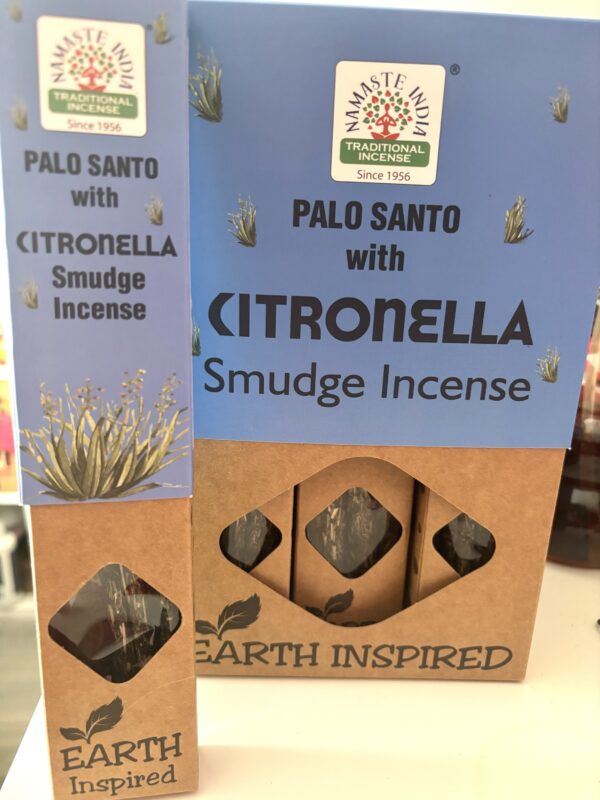 NAMASTE INDIA
TRADITIONAL
INCENSE
Since 1956
PALO SANTO
with
CITRONELLA
Smudge
Incense
EARTH
Inspired
NAMASTE INDIA
®
TRADITIONAL
INCENSE
Since 1956
PALO SANTO
with
CITRONELLA
Smudge Incense
EARTH INSPIRED